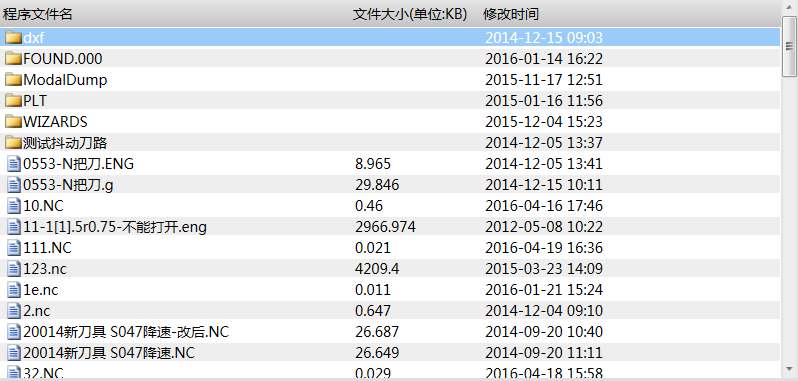 程序文件名 文件大小(单位:KB) 修改时间
dxf 2014-12-15 09:03
FOUND.000 2016-01-14 16:22
ModalDump 2015-11-17 12:51
PLT 2015-01-16 11:56
WIZARDS 2015-12-04 15:23
测试抖动刀路 2014-12-05 13:37
0553-N把刀.ENG 8.965 2014-12-05 13:41
0553-N把刀.g 29.846 2014-12-15 10:11
10.NC 0.46 2016-04-16 17:46
11-1[1].5r0.75-不能打开.eng 2966.974 2012-05-08 10:22
111.NC 0.021 2016-04-19 16:36
123.nc 4209.4 2015-03-23 14:09
1e.nc 0.011 2016-01-21 15:24
2.nc 0.647 2014-12-04 09:10
20014新刀具 S047降速-改后.NC 26.687 2014-09-20 10:40
20014新刀具 S047降速.NC 26.649 2014-09-20 11:11
32.NC 0.029 2016-04-18 15:58